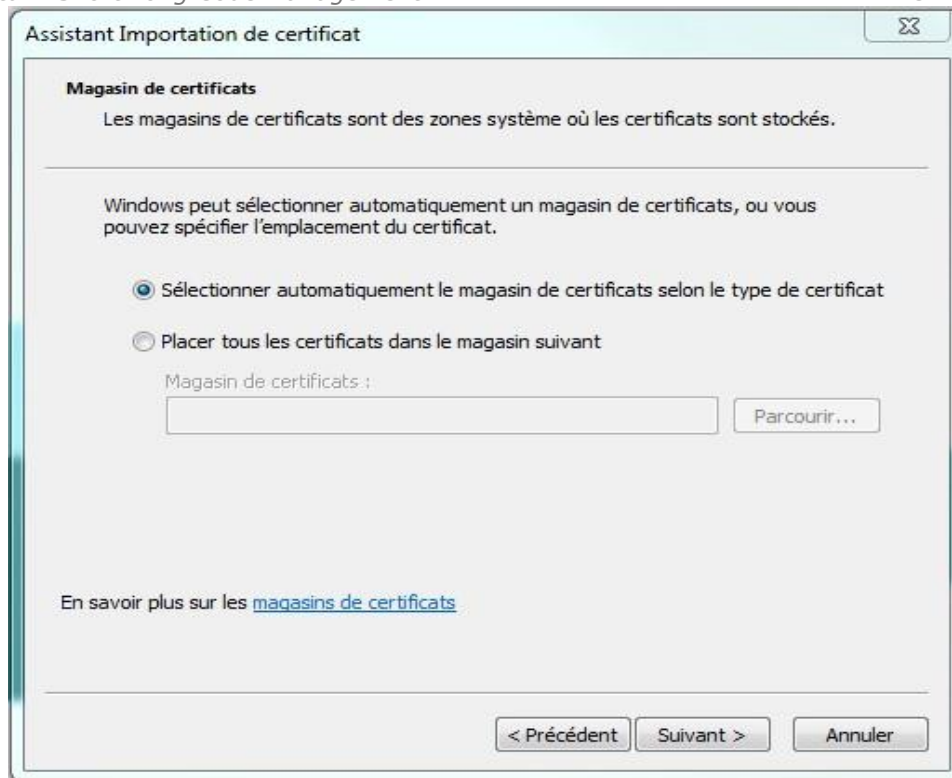 Assistant Importation de certificat
Magasin de certificats
Les magasins de certificats sont des zones système où les certificats sont stockés.
Windows peut sélectionner automatiquement un magasin de certificats, ou vous
pouvez spécifier l'emplacement du certificat.
Sélectionner automatiquement le magasin de certificats selon le type de certificat
Placer tous les certificats dans le magasin suivant
Magasin de certificats :
Parcourir...
En savoir plus sur les magasins de certificats
< Précédent
Suivant >
Annuler